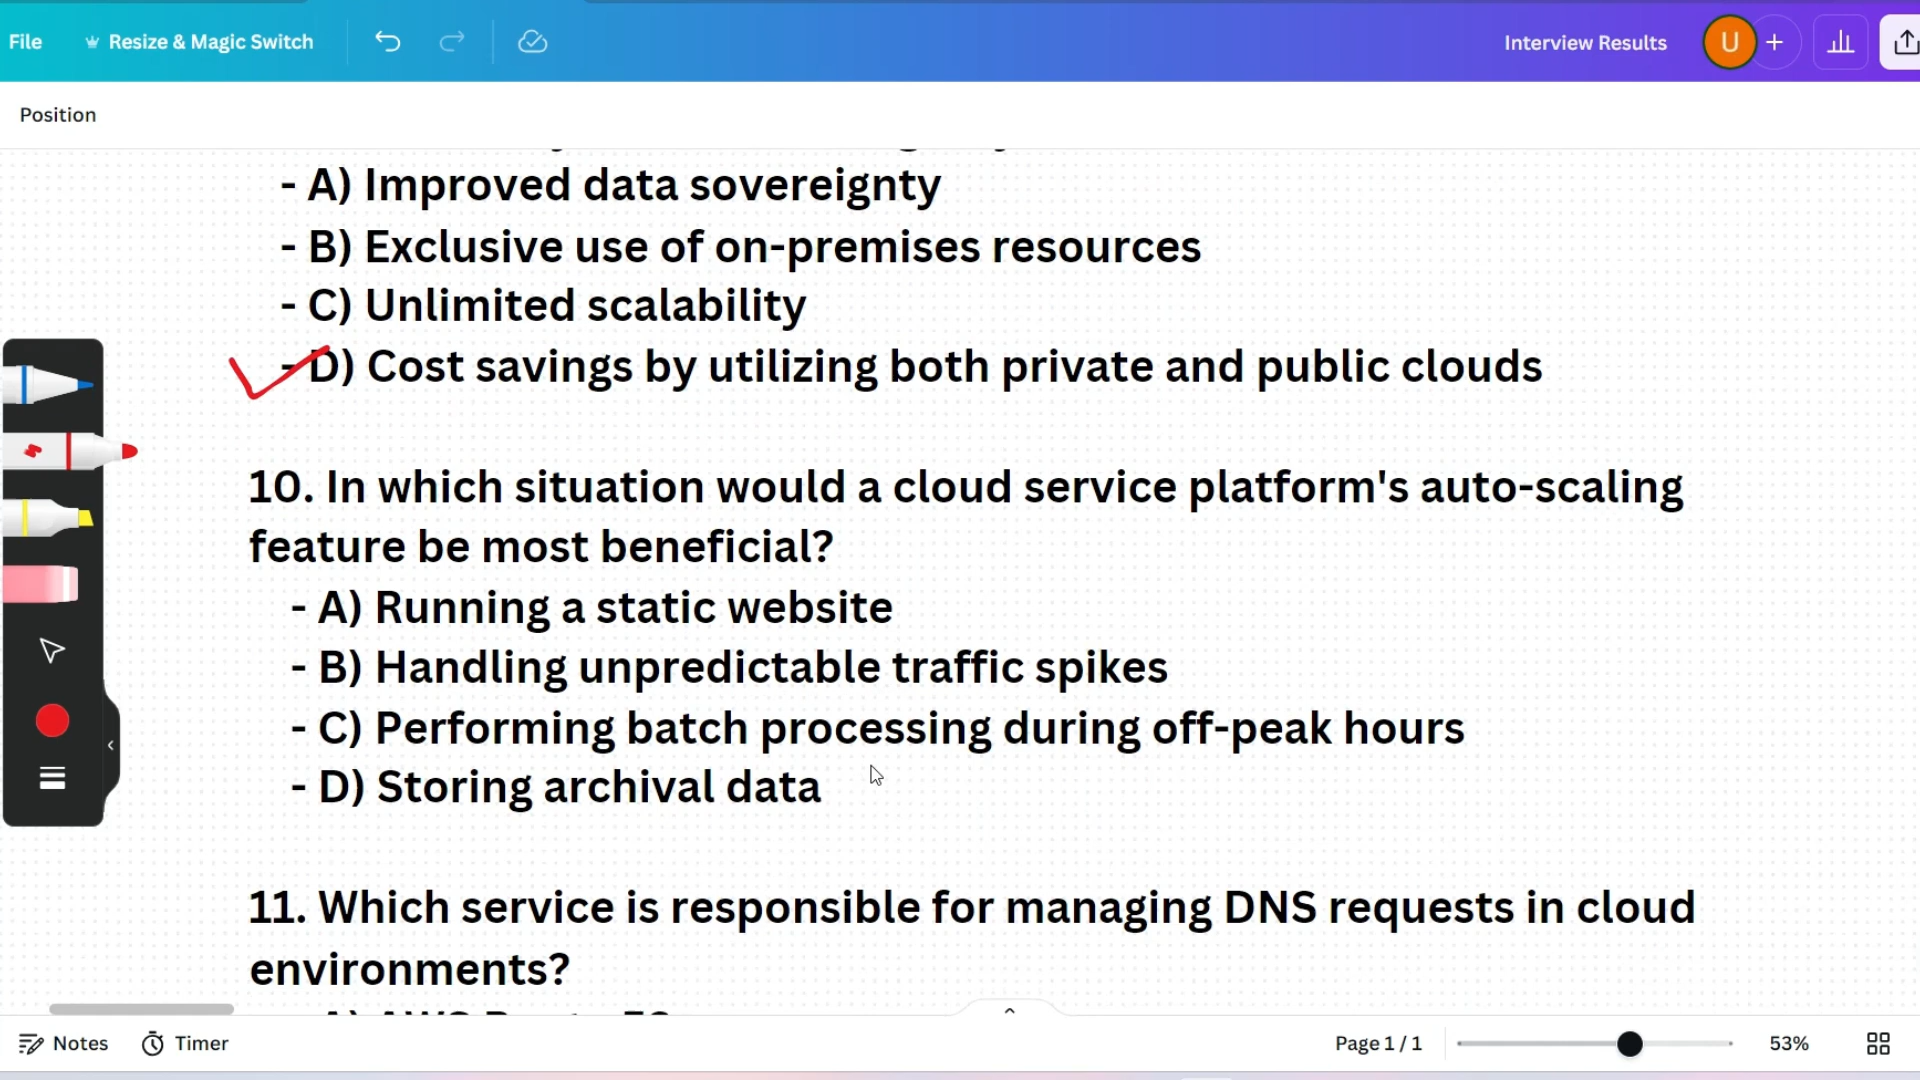 File
Resize & Magic Switch
Interview Results
U
Position
- A) Improved data sovereignty
- B) Exclusive use of on-premises resources
- C) Unlimited scalability
- D) Cost savings by utilizing both private and public clouds
10. In which situation would a cloud service platform's auto-scaling
feature be most beneficial?
- A) Running a static website
- B) Handling unpredictable traffic spikes
- C) Performing batch processing during off-peak hours
- D) Storing archival data
11. Which service is responsible for managing DNS requests in cloud
environments?
Notes
Timer
Page 1 / 1
53%